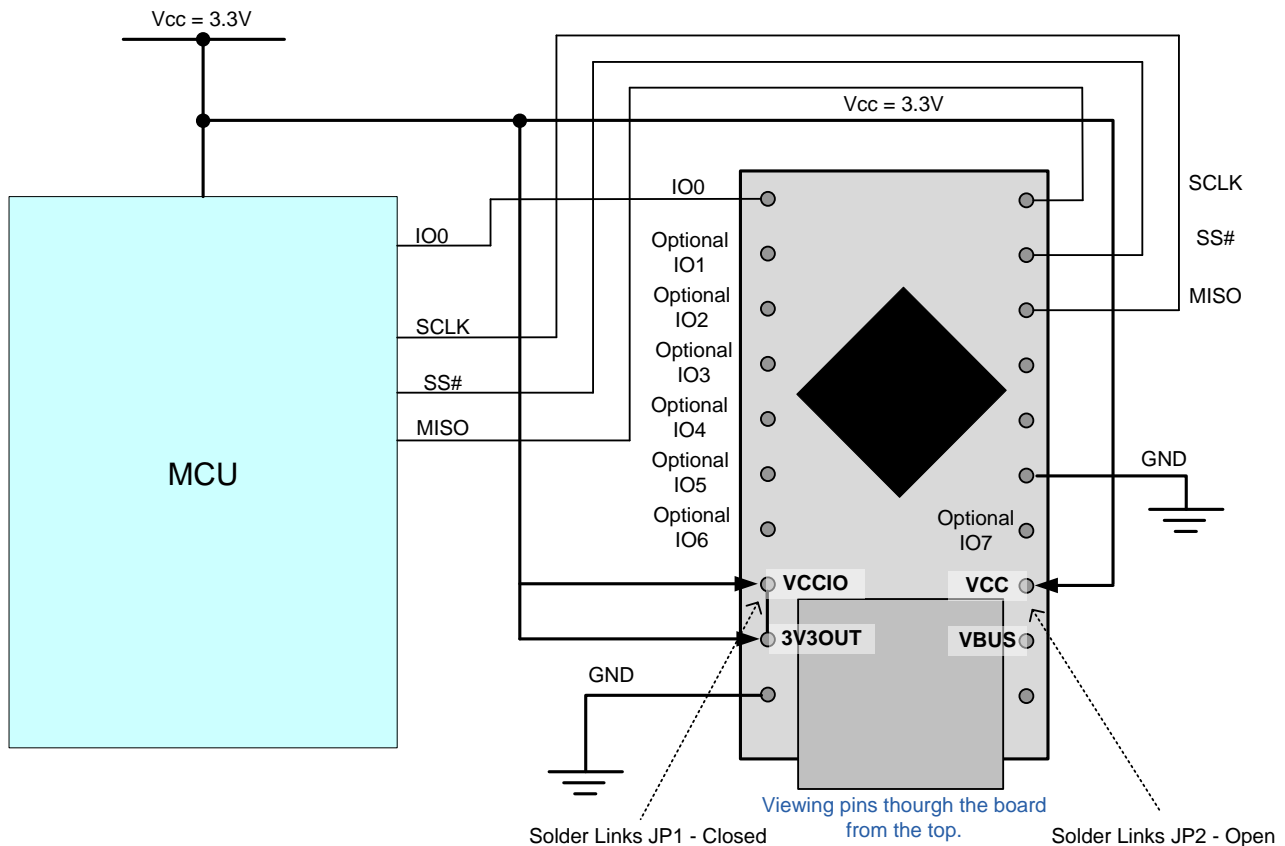 Vcc = 3.3V
Vcc = 3.3V
IO0
SCLK
IO0
SS#
Optional
IO1
MISO
Optional
IO2
SCLK
Optional
IO3
SS#
Optional
IO4
MISO
MCU
Optional
IO5
GND
Optional
IO6
Optional
IO7
VCCIO
VCC
3V3OUT
VBUS
GND
Viewing pins thourgh the board
from the top.
Solder Links JP1 - Closed
Solder Links JP2 - Open